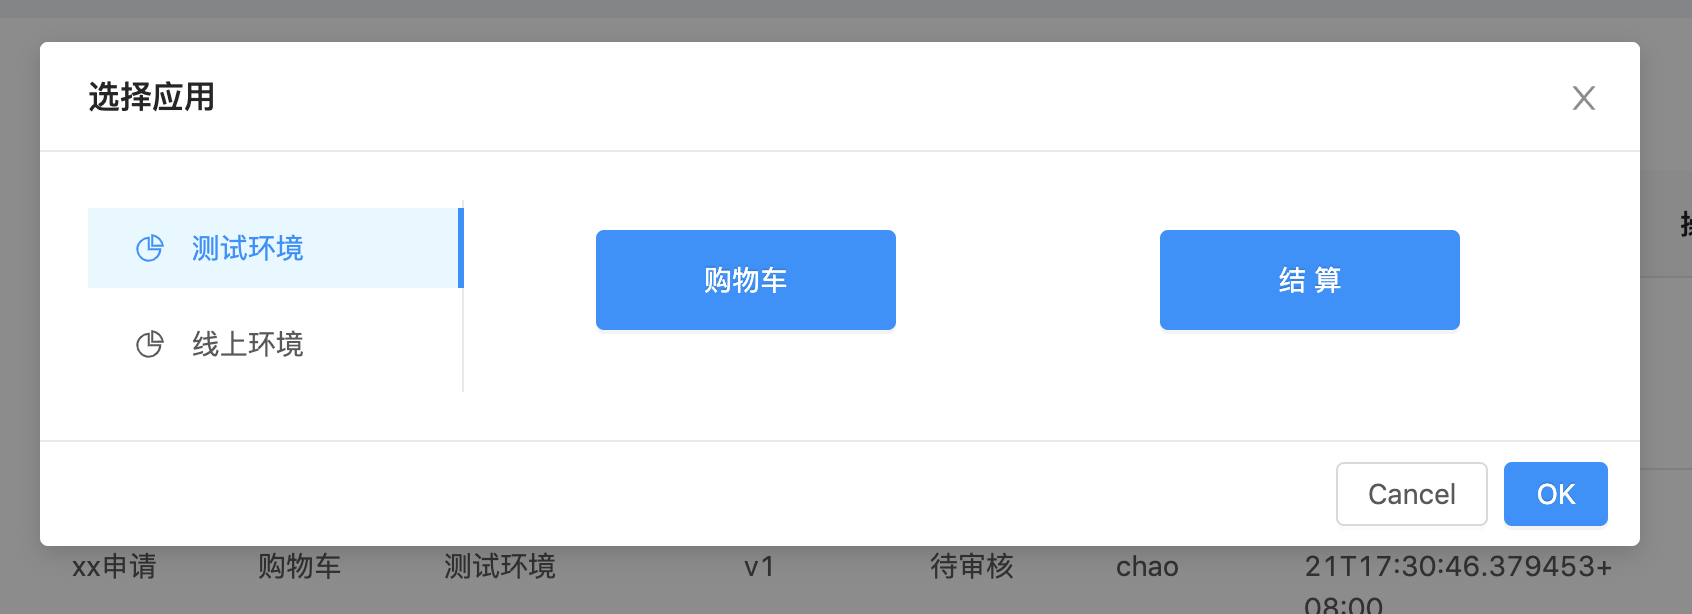 选择应用
测试环境
线上环境
购物车
结 算
Cancel
OK
xx申请 购物车 测试环境 v1 待审核 chao 21T17:30:46.379453+
08:00